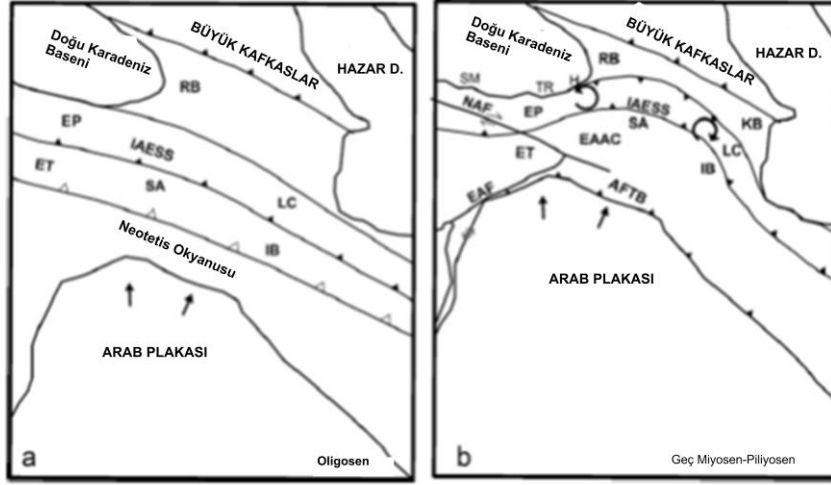 Doğu Karadeniz
Baseni
BÜYÜK KAFKASLAR
HAZAR D.
RB
EP
IAESS
ET
SA
LC
Neotetis Okyanusu
IB
ARAB PLAKASI
a
Oligosen
Doğu Karadeniz
Baseni
BÜYÜK KAFKASLAR
HAZAR D.
RB
SM
TR
H
NAF
EP
IAESS
SA
KB
EAAC
LC
ET
IB
EAF
AFTB
ARAB PLAKASI
b
Geç Miyosen-Piliyosen